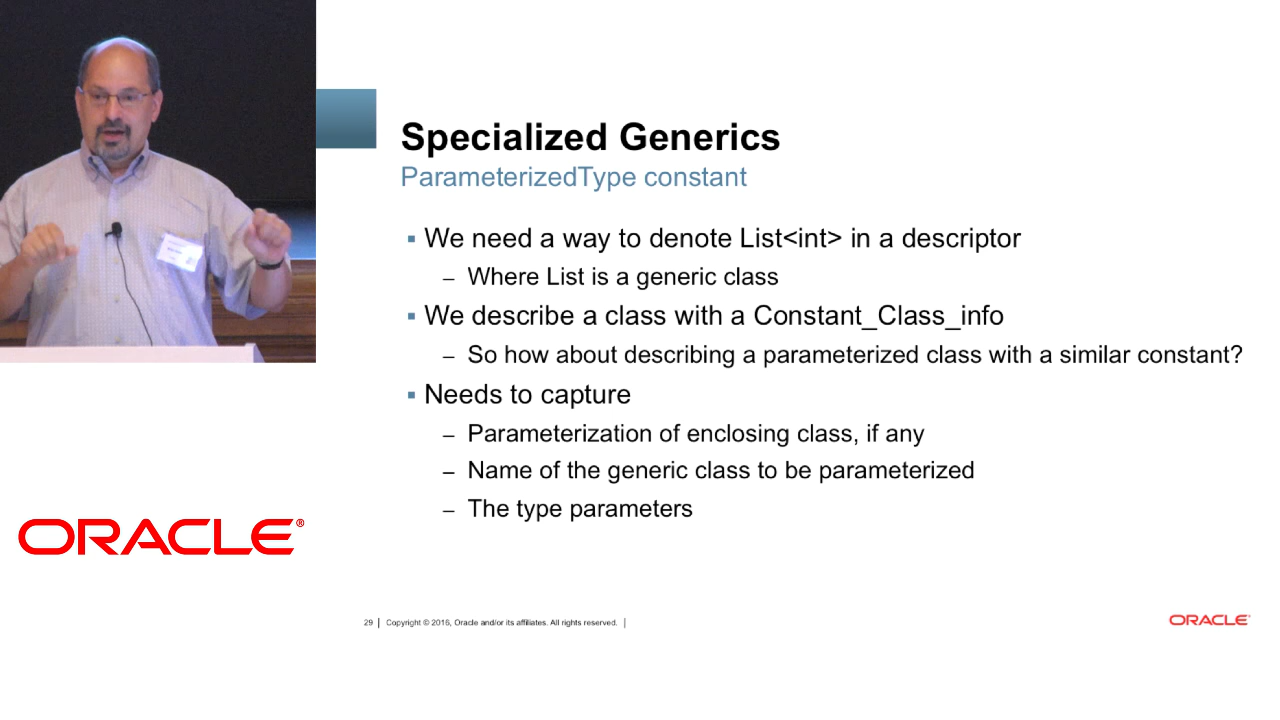 Specialized Generics
ParameterizedType constant
▪ We need a way to denote List<int> in a descriptor
– Where List is a generic class
▪ We describe a class with a Constant_Class_info
– So how about describing a parameterized class with a similar constant?
▪ Needs to capture
– Parameterization of enclosing class, if any
– Name of the generic class to be parameterized
– The type parameters
ORACLE®
29 | Copyright © 2016, Oracle and/or its affiliates. All rights reserved. |
ORACLE®